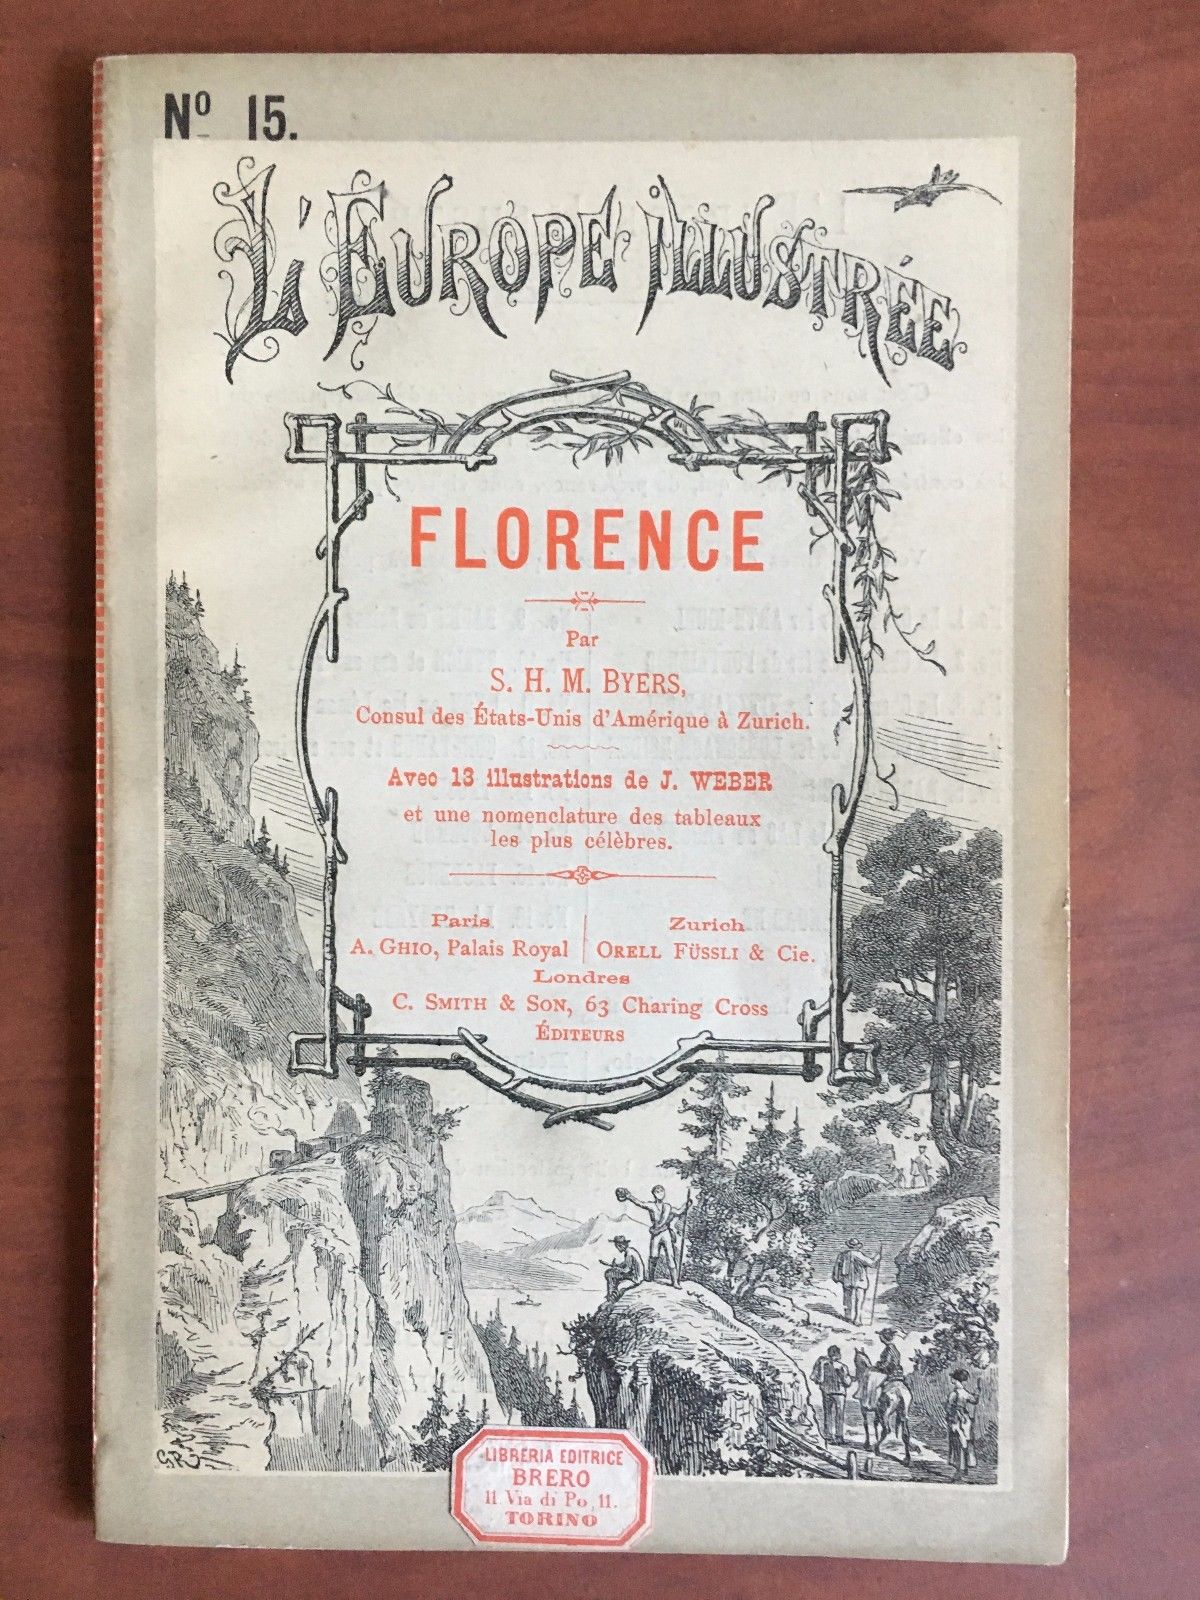 Nº 15.
L'EUROPE ILLUSTRÉE
FLORENCE
Par
S. H. M. BYERS,
Consul des États-Unis d'Amérique à Zurich.
Avec 13 illustrations de J. WEBER
et une nomenclature des tableaux
les plus célèbres.
Paris
A. GHIO, Palais Royal
Zurich
ORELL FÜSSLI & Cie.
Londres
C. SMITH & SON, 63 Charing Cross
ÉDITEURS
LIBRERIA EDITRICE
BRERO
11. Via di Po, 11.
TORINO